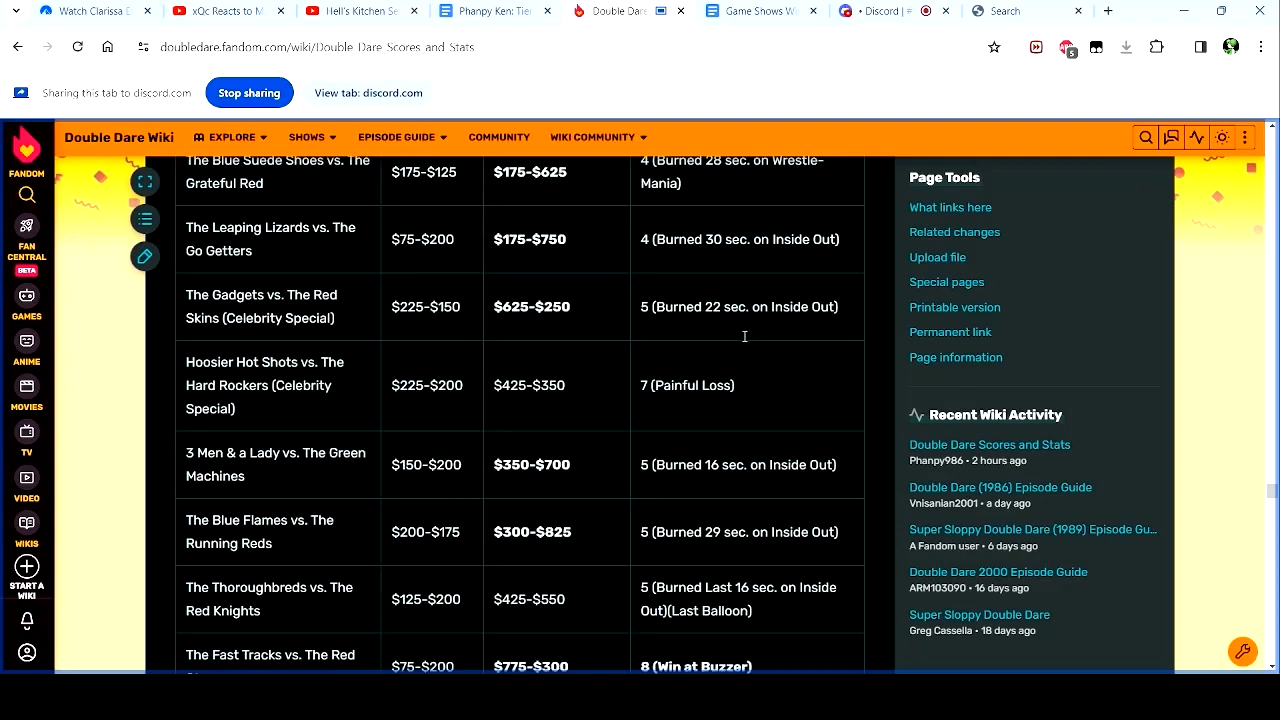 Watch Clarissa E
xQc Reacts to M
Hell's Kitchen Se
Phanpy Ken: Tier
Double Dare
Game Shows Wi
• Discord | #
Search
doubledare.fandom.com/wiki/Double_Dare_Scores_and_Stats
5
Sharing this tab to discord.com
Stop sharing
View tab: discord.com
Double Dare Wiki
EXPLORE
SHOWS
EPISODE GUIDE
COMMUNITY
WIKI COMMUNITY
FANDOM
FAN
CENTRAL
BETA
GAMES
ANIME
MOVIES
TV
VIDEO
WIKIS
START A
WIKI
The Blue Suede Shoes vs. The
Grateful Red
$175-$125
$175-$625
4 (Burned 28 sec. on Wrestle-
Mania)
The Leaping Lizards vs. The
Go Getters
$75-$200
$175-$750
4 (Burned 30 sec. on Inside Out)
The Gadgets vs. The Red
Skins (Celebrity Special)
$225-$150
$625-$250
5 (Burned 22 sec. on Inside Out)
Hoosier Hot Shots vs. The
Hard Rockers (Celebrity
Special)
$225-$200
$425-$350
7 (Painful Loss)
3 Men & a Lady vs. The Green
Machines
$150-$200
$350-$700
5 (Burned 16 sec. on Inside Out)
The Blue Flames vs. The
Running Reds
$200-$175
$300-$825
5 (Burned 29 sec. on Inside Out)
The Thoroughbreds vs. The
Red Knights
$125-$200
$425-$550
5 (Burned Last 16 sec. on Inside
Out)(Last Balloon)
The Fast Tracks vs. The Red
$75-$200
$775-$300
8 (Win at Buzzer)
Page Tools
What links here
Related changes
Upload file
Special pages
Printable version
Permanent link
Page information
Recent Wiki Activity
Double Dare Scores and Stats
Phanpy986 • 2 hours ago
Double Dare (1986) Episode Guide
Vnisanian2001 • a day ago
Super Sloppy Double Dare (1989) Episode Gu...
A Fandom user • 6 days ago
Double Dare 2000 Episode Guide
ARM103090 • 16 days ago
Super Sloppy Double Dare
Greg Cassella • 18 days ago